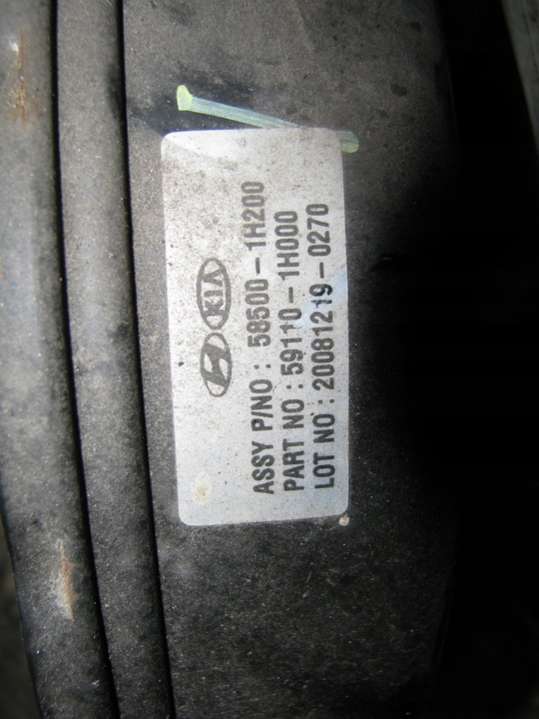 KIA
ASSY P/NO : 58500-1H200
PART NO : 59110-1H000
LOT NO : 20081219-0270